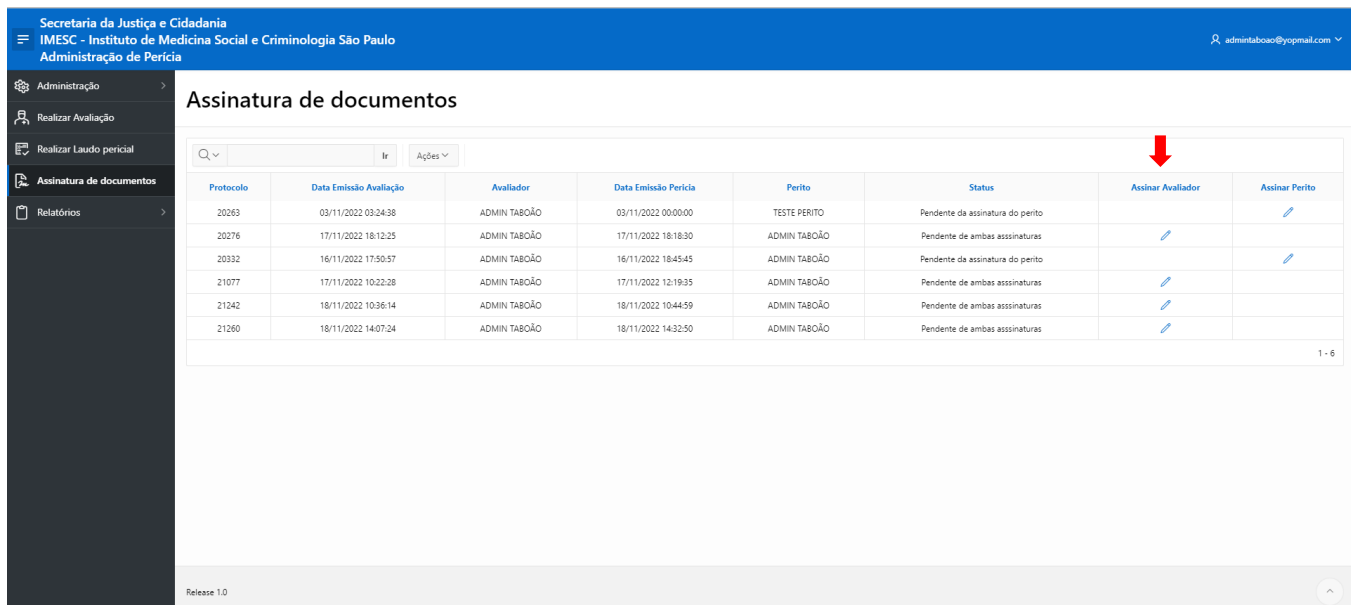 Secretaria da Justiça e Cidadania
IMESC - Instituto de Medicina Social e Criminologia São Paulo
Administração de Perícia
admintaboao@yopmail.com
Administração
Realizar Avaliação
Realizar Laudo pericial
Assinatura de documentos
Relatórios
Assinatura de documentos
Ir Ações
Protocolo Data Emissão Avaliação Avaliador Data Emissão Pericia Perito Status Assinar Avaliador Assinar Perito
20263 03/11/2022 03:24:38 ADMIN TABOÃO 03/11/2022 00:00:00 TESTE PERITO Pendente da assinatura do perito
20276 17/11/2022 18:12:25 ADMIN TABOÃO 17/11/2022 18:18:30 ADMIN TABOÃO Pendente de ambas asssinaturas
20332 16/11/2022 17:50:57 ADMIN TABOÃO 16/11/2022 18:45:45 ADMIN TABOÃO Pendente da assinatura do perito
21077 17/11/2022 10:22:28 ADMIN TABOÃO 17/11/2022 12:19:35 ADMIN TABOÃO Pendente de ambas asssinaturas
21242 18/11/2022 10:36:14 ADMIN TABOÃO 18/11/2022 10:44:59 ADMIN TABOÃO Pendente de ambas asssinaturas
21260 18/11/2022 14:07:24 ADMIN TABOÃO 18/11/2022 14:32:50 ADMIN TABOÃO Pendente de ambas asssinaturas
1 - 6
Release 1.0